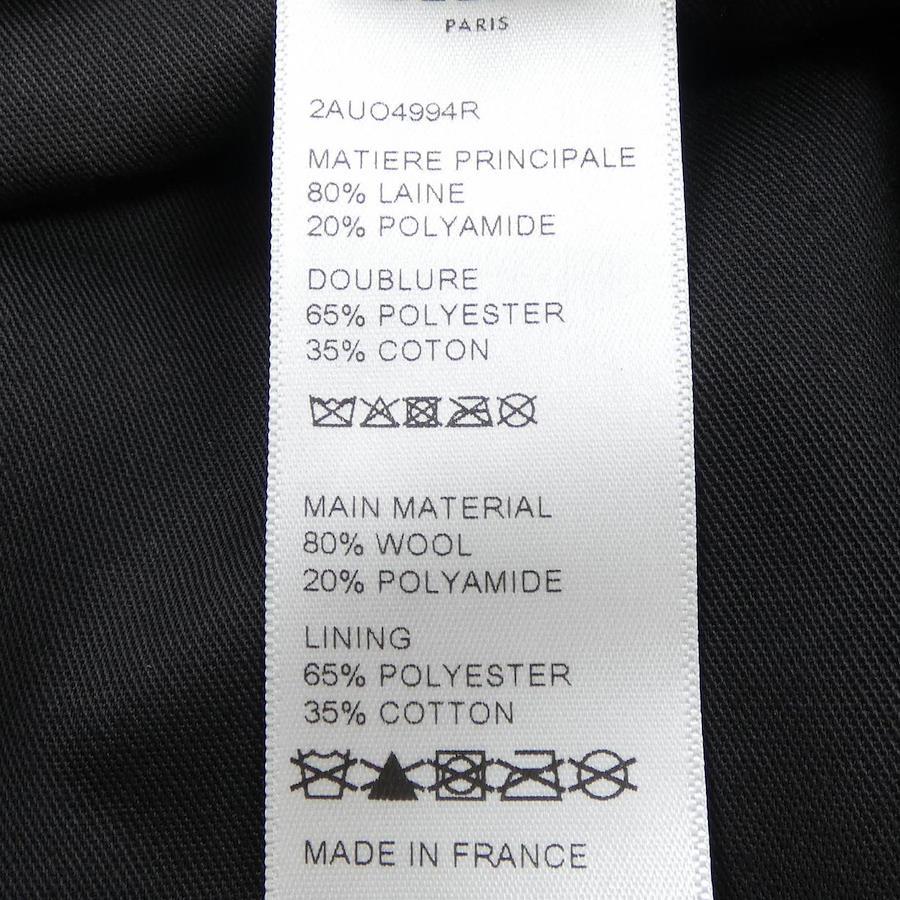 PARIS
2AU04994R
MATIERE PRINCIPALE
80% LAINE
20% POLYAMIDE
DOUBLURE
65% POLYESTER
35% COTON
MAIN MATERIAL
80% WOOL
20% POLYAMIDE
LINING
65% POLYESTER
35% COTTON
MADE IN FRANCE